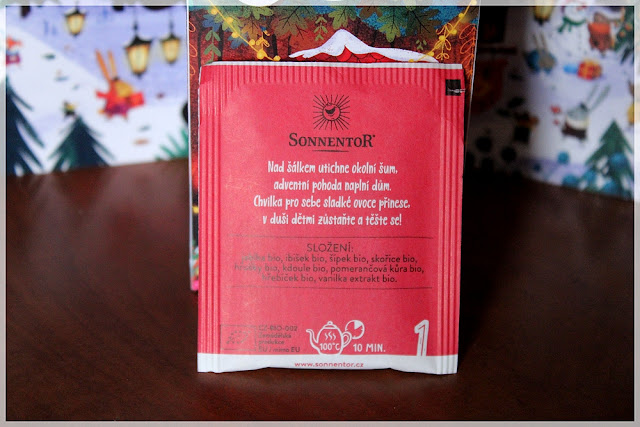 SONNENTOR
Nad šálkem utichne okolní šum,
adventní pohoda naplní dům.
Chvilka pro sebe sladké ovoce přinese,
v duši dětmi zůstaňte a těšte se!
SLOŽENÍ:
bio, ibišek bio, šípek bio, skořice bio,
bio, kdoule bio, pomerančová kůra bio,
hřebíček bio, vanilka extrakt bio.
100°C
10 MIN.
1
www.sonnentor.cz